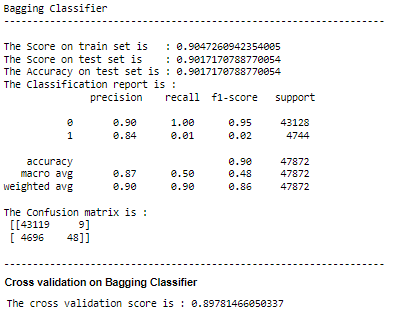 Bagging Classifier
----------------------------------------------------------------
The Score on train set is   : 0.9047260942354005
The Score on test set is    : 0.9017170788770054
The Accuracy on test set is : 0.9017170788770054
The Classification report is :
              precision    recall  f1-score   support

           0       0.90      1.00      0.95     43128
           1       0.84      0.01      0.02      4744

    accuracy                           0.90     47872
   macro avg       0.87      0.50      0.48     47872
weighted avg       0.90      0.90      0.86     47872

The Confusion matrix is :
 [[43119     9]
 [ 4696    48]]

----------------------------------------------------------------
Cross validation on Bagging Classifier
The cross validation score is : 0.89781466050337